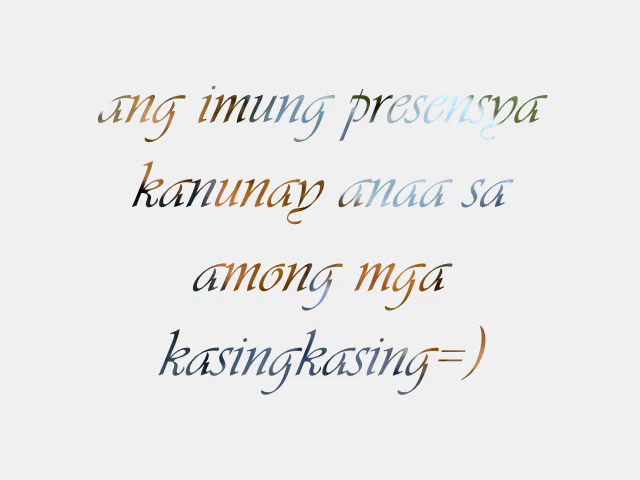 ang imung presensya
kanunay anaa sa
among mga
kasingkasing=)